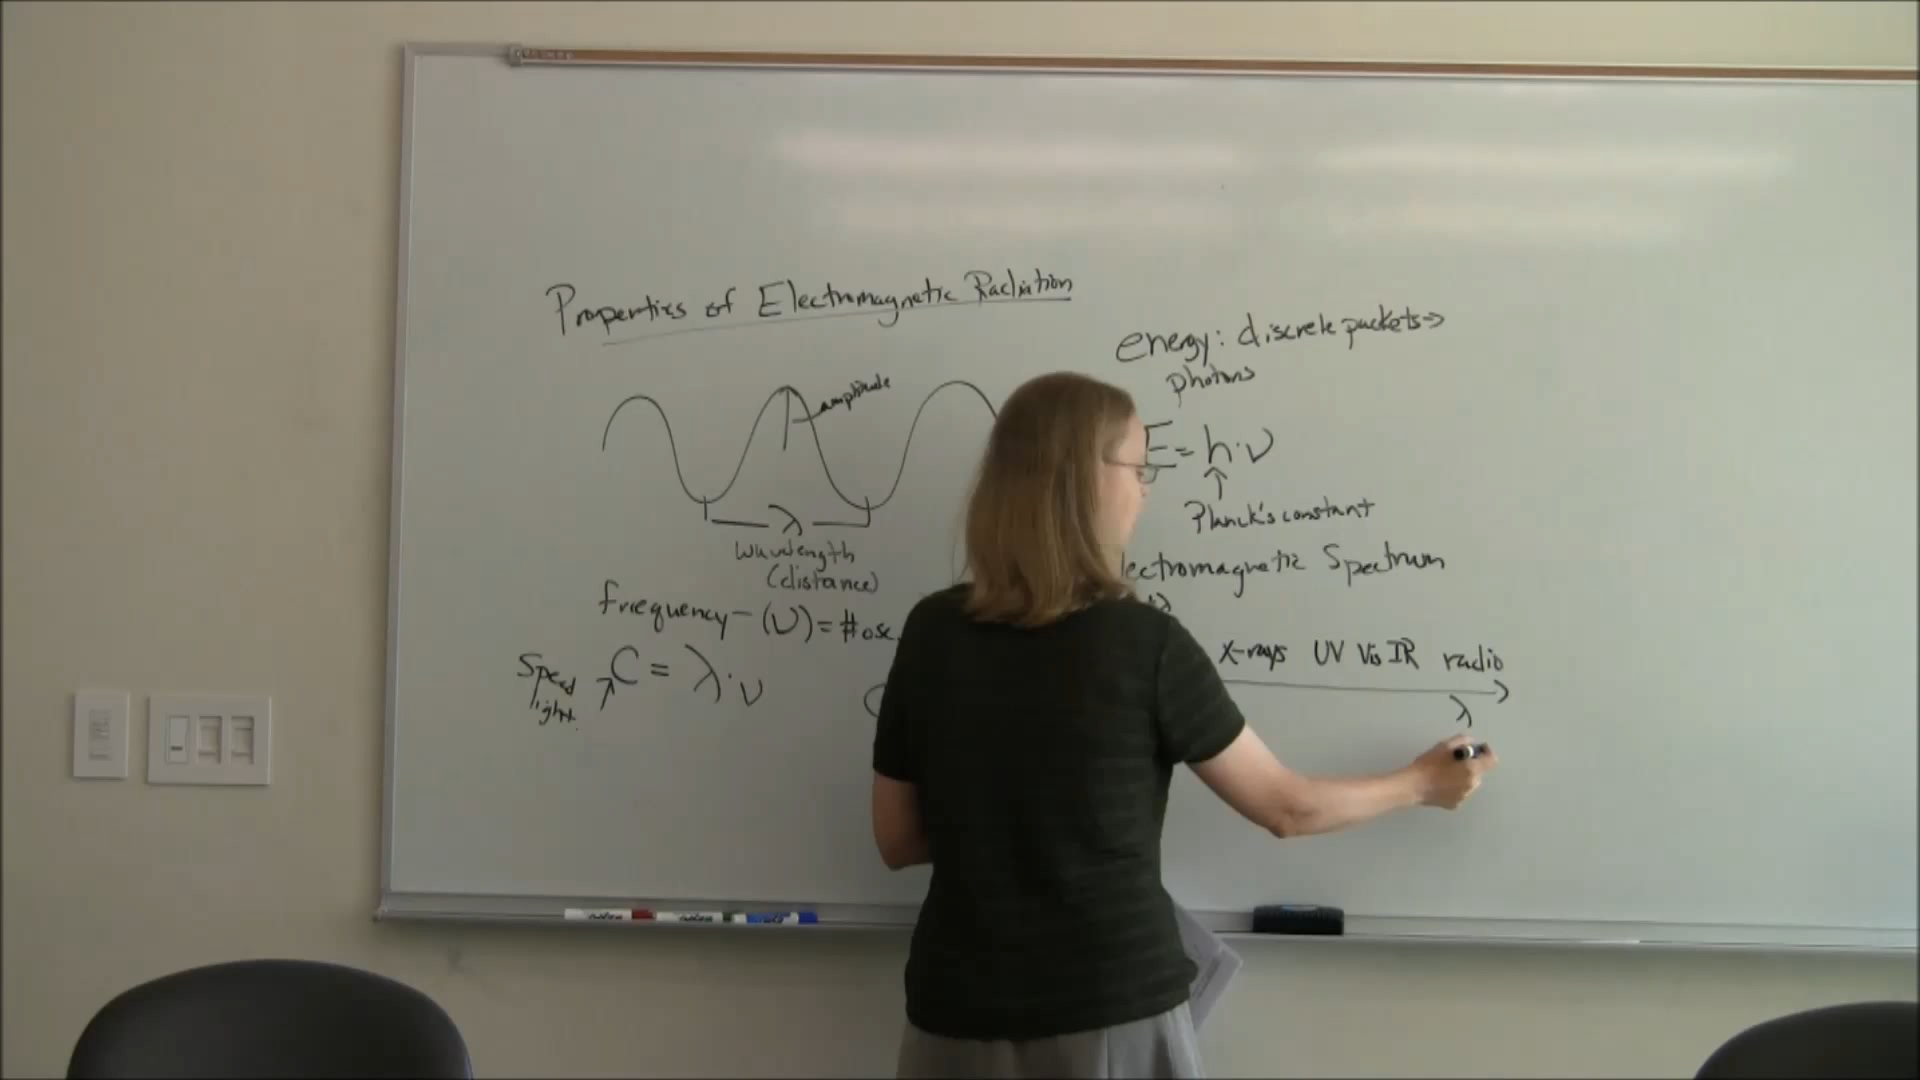 Properties of Electromagnetic Radiation
amplitude
λ
wavelength
(distance)
frequency - (ν) = # osc.
Speed
light
C = λ·ν
energy: discrete packets →
photons
E = h·ν
Planck's constant
lectromagnetic Spectrum
λ
X-rays UV Vis IR radio
λ